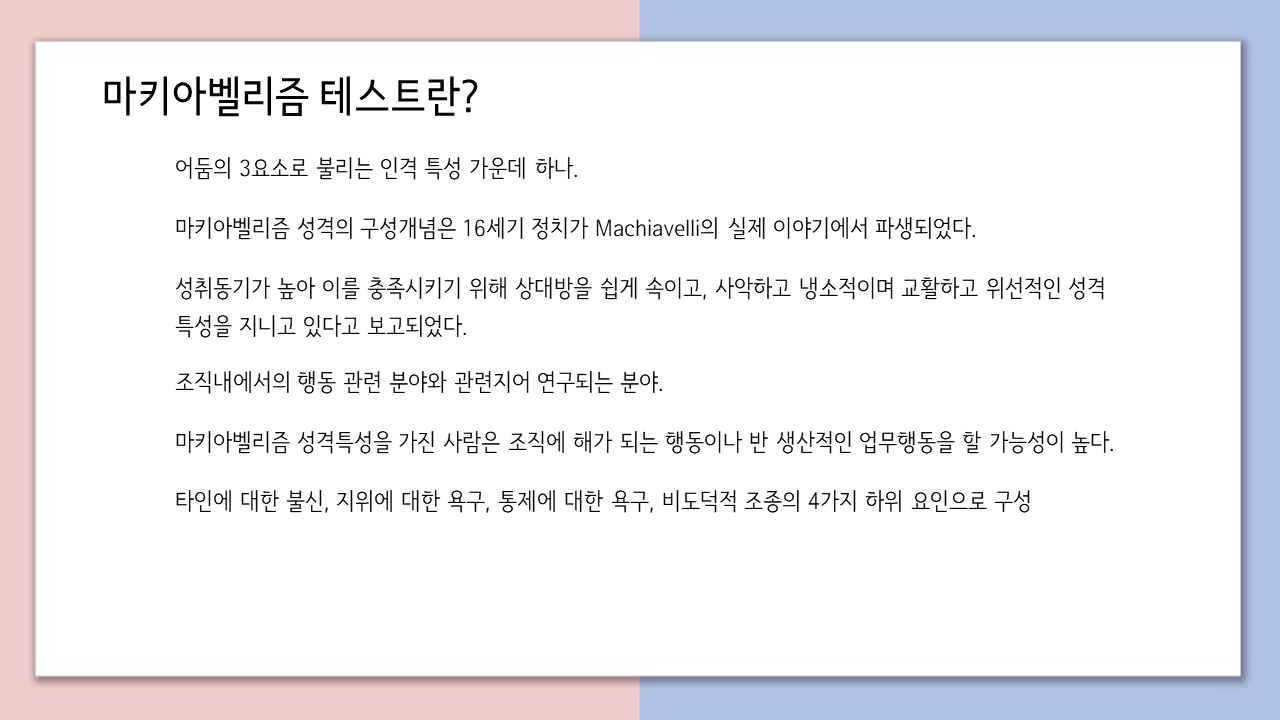 마키아벨리즘 테스트란?
어둠의 3요소로 불리는 인격 특성 가운데 하나.
마키아벨리즘 성격의 구성개념은 16세기 정치가 Machiavelli의 실제 이야기에서 파생되었다.
성취동기가 높아 이를 충족시키기 위해 상대방을 쉽게 속이고, 사악하고 냉소적이며 교활하고 위선적인 성격
특성을 지니고 있다고 보고되었다.
조직내에서의 행동 관련 분야와 관련지어 연구되는 분야.
마키아벨리즘 성격특성을 가진 사람은 조직에 해가 되는 행동이나 반 생산적인 업무행동을 할 가능성이 높다.
타인에 대한 불신, 지위에 대한 욕구, 통제에 대한 욕구, 비도덕적 조종의 4가지 하위 요인으로 구성